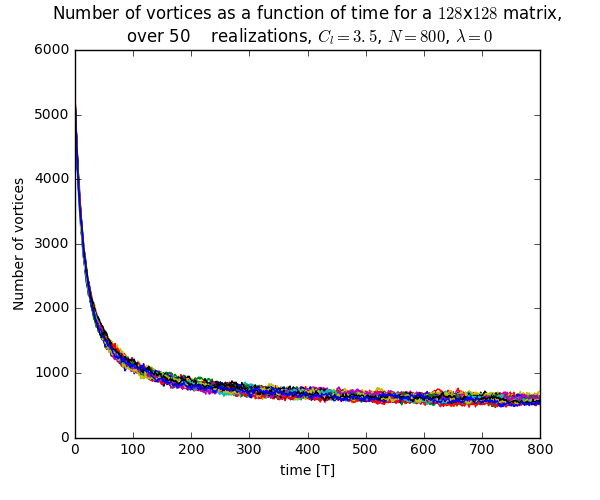 Number of vortices as a function of time for a 128x128 matrix,
over 50 realizations, C_l = 3.5, N = 800, λ = 0
6000
5000
4000
3000
2000
1000
0
Number of vortices
0 100 200 300 400 500 600 700 800
time [T]